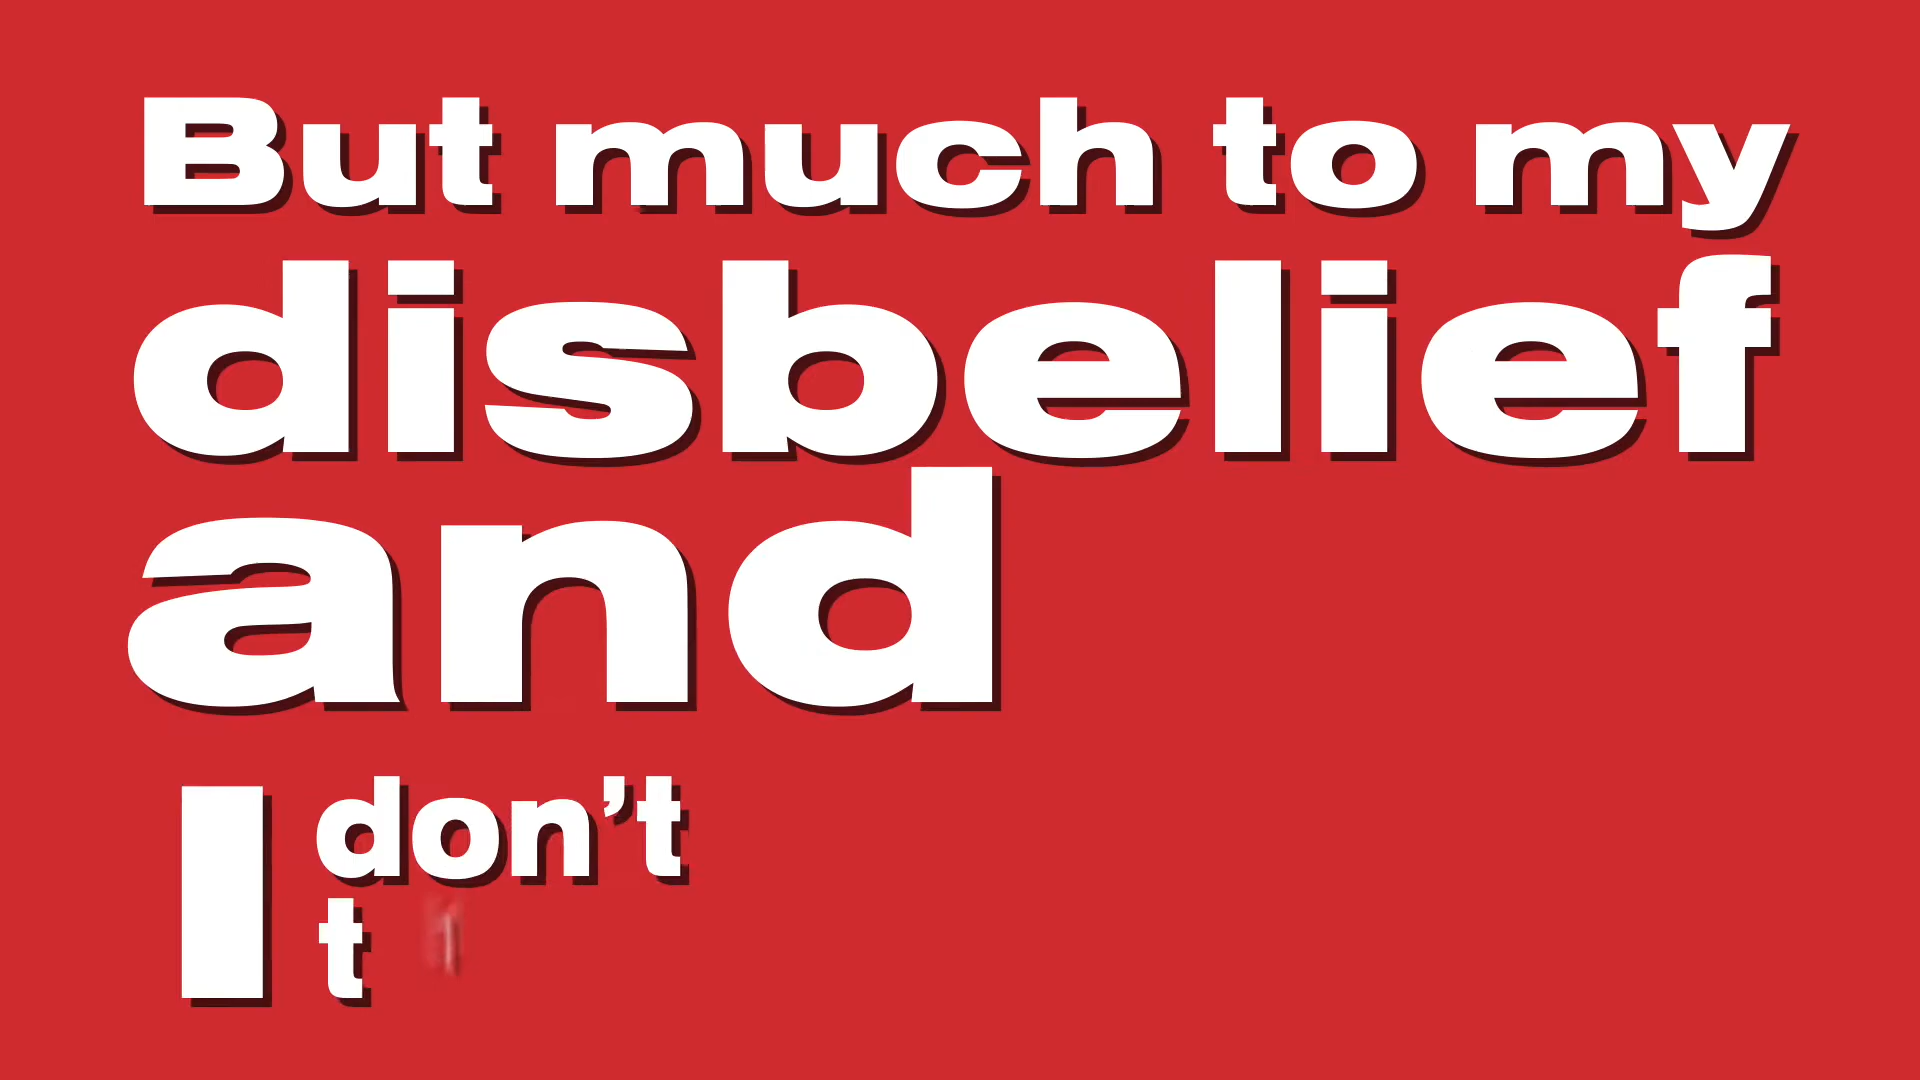 But much to my
disbelief
and
I don’t
t